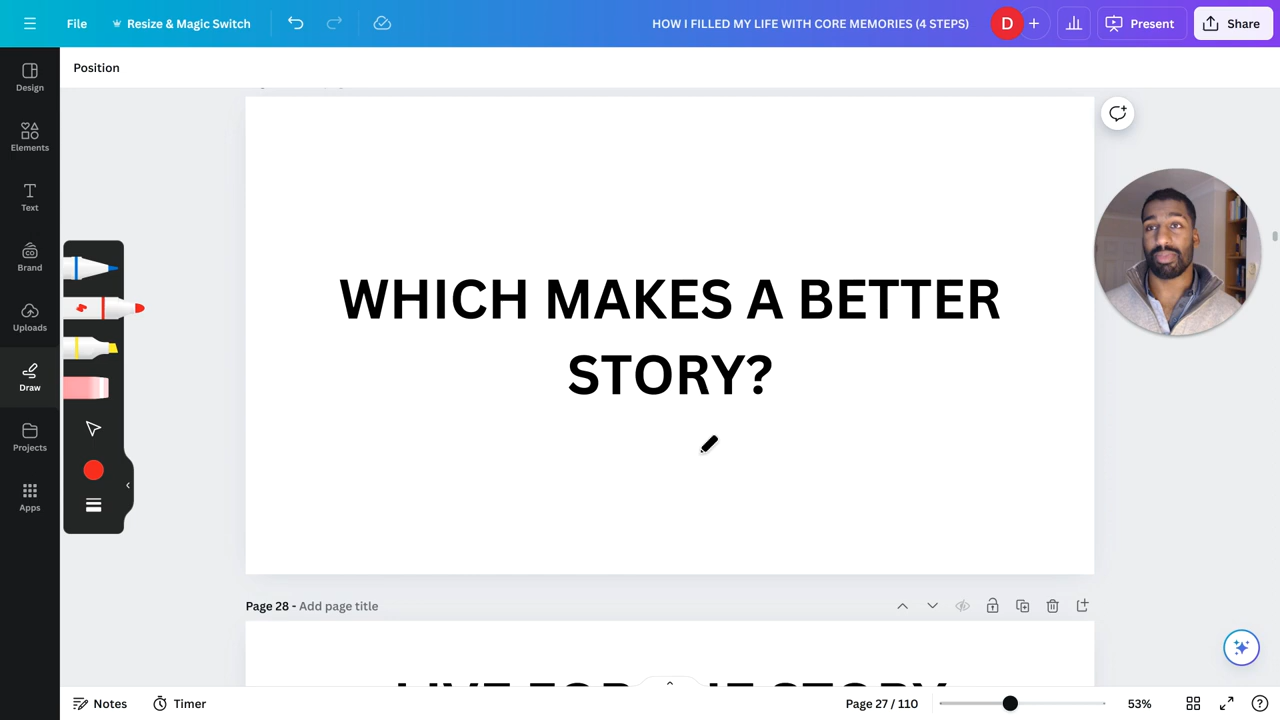 File
Resize & Magic Switch
HOW I FILLED MY LIFE WITH CORE MEMORIES (4 STEPS)
D
Present
Share
Position
Design
Elements
Text
Brand
Uploads
Draw
Projects
Apps
WHICH MAKES A BETTER
STORY?
Page 28 - Add page title
Notes
Timer
Page 27 / 110
53%